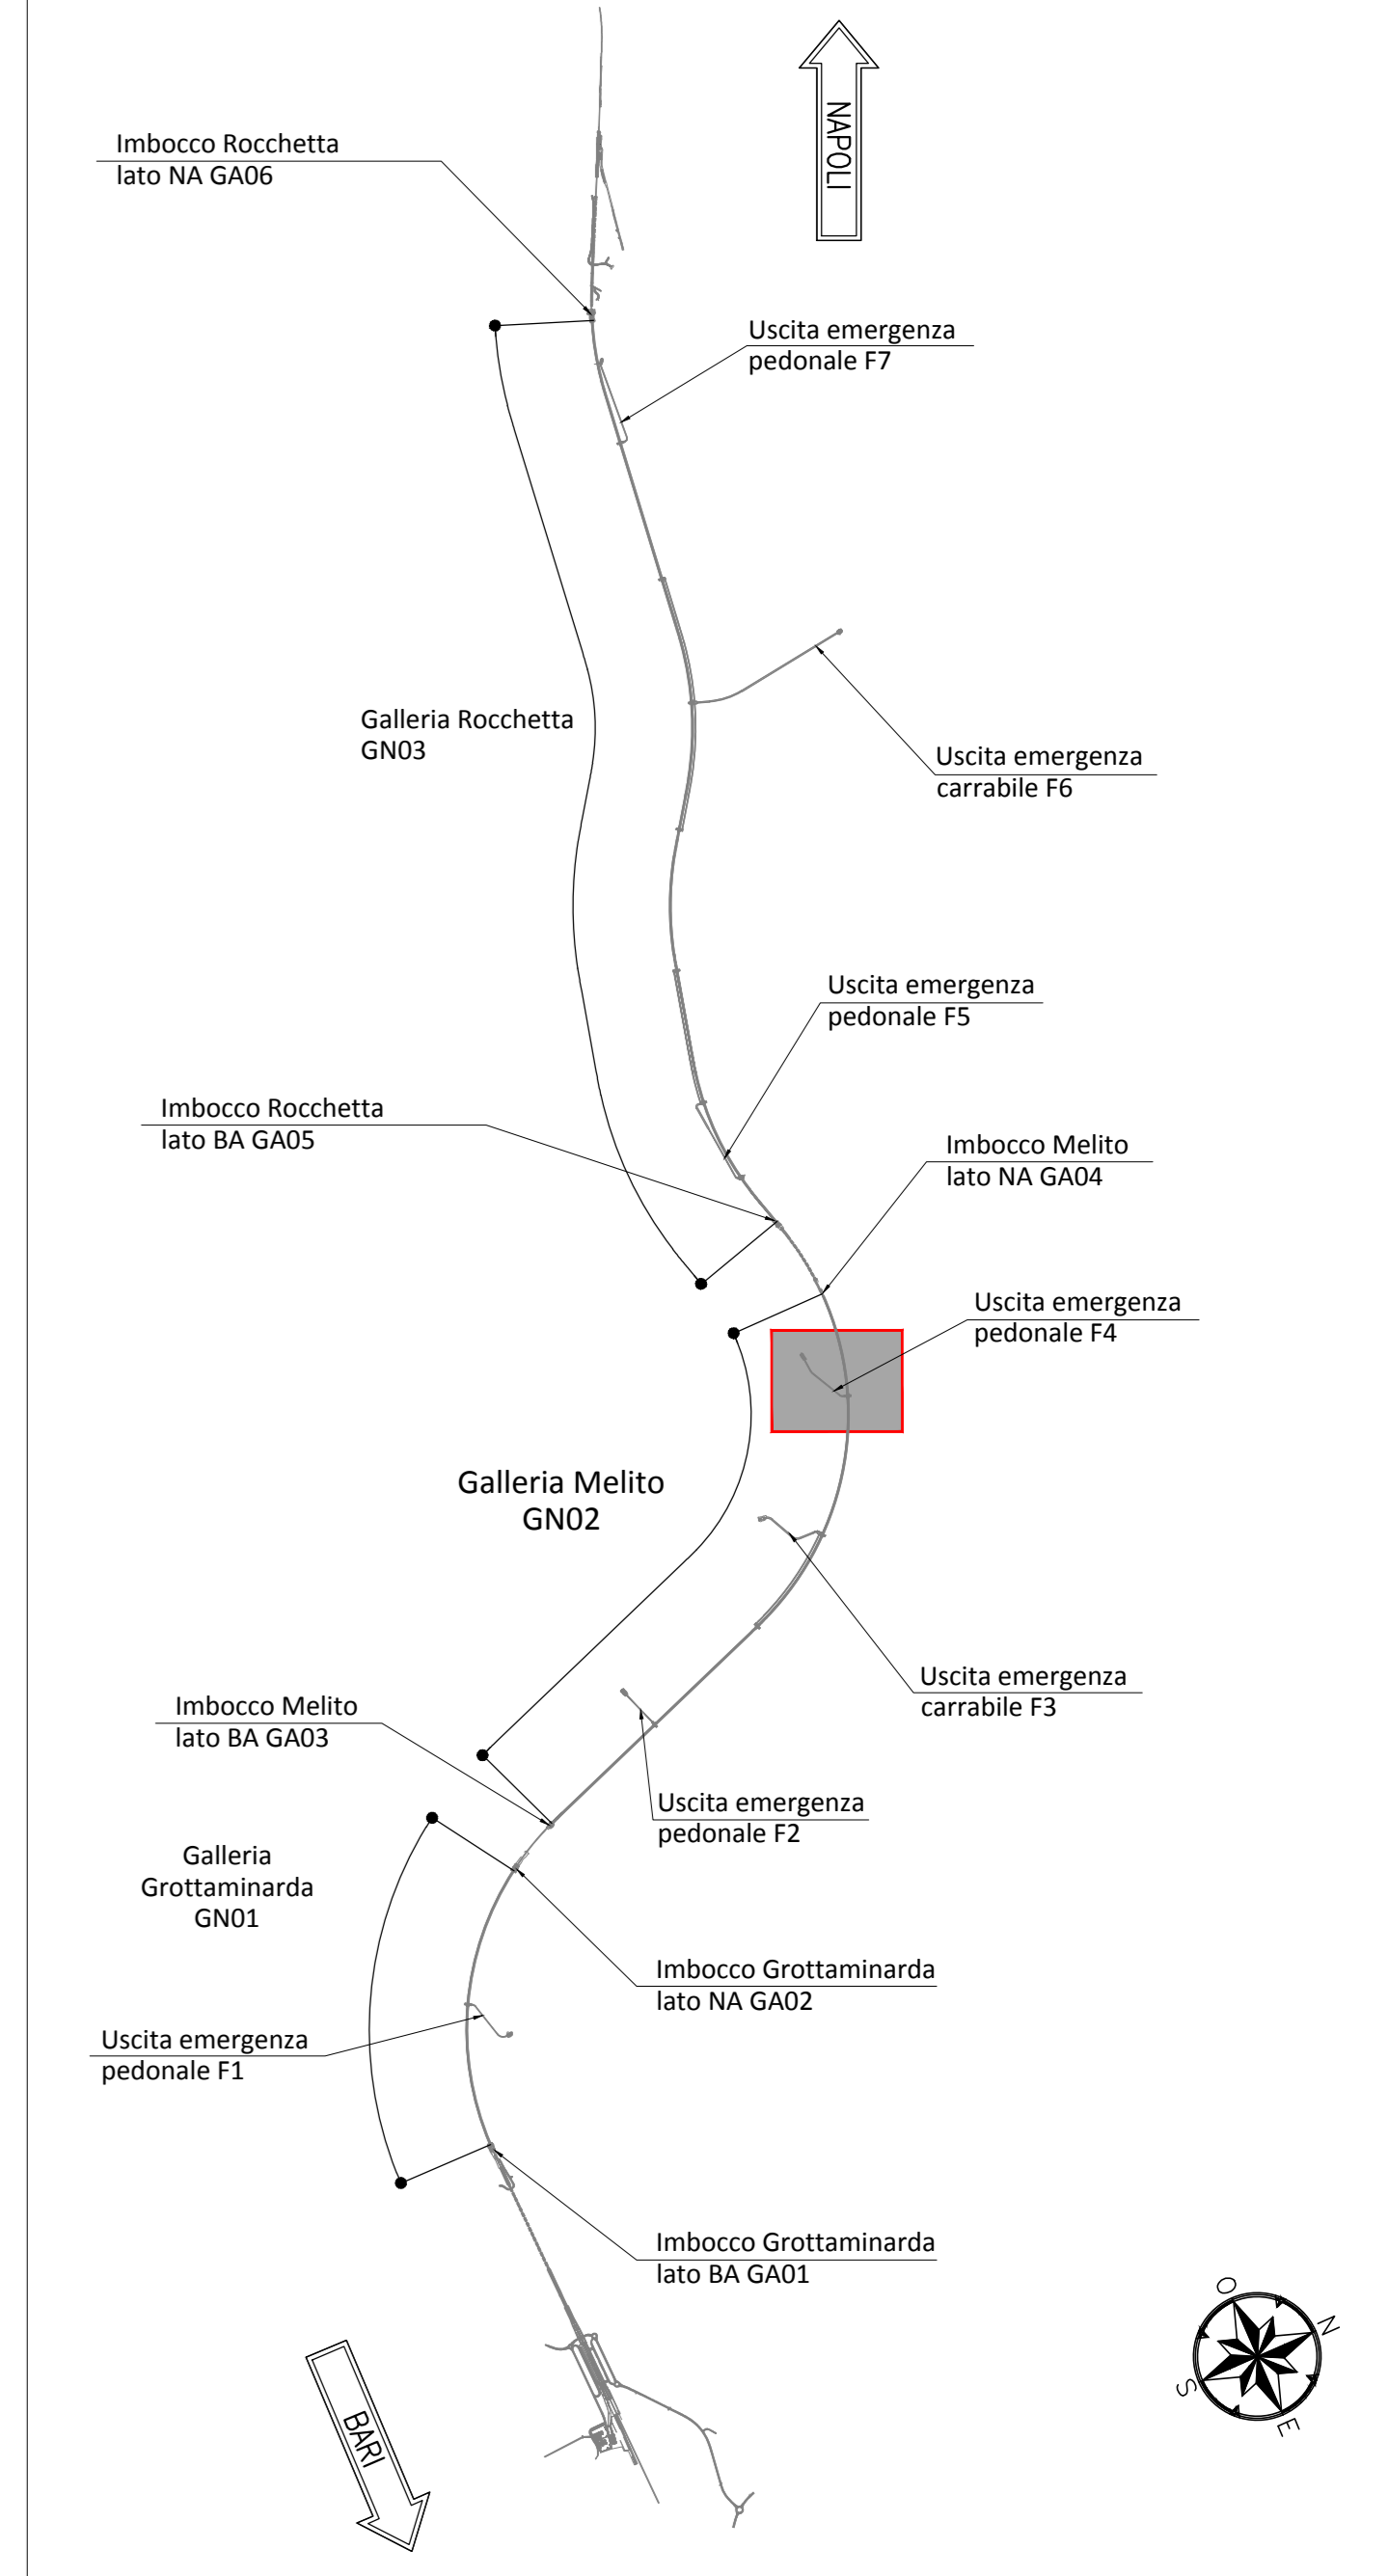 NAPOLI
Imbocco Rocchetta
lato NA GA06
Uscita emergenza
pedonale F7
Galleria Rocchetta
GN03
Uscita emergenza
carrabile F6
Uscita emergenza
pedonale F5
Imbocco Rocchetta
lato BA GA05
Imbocco Melito
lato NA GA04
Uscita emergenza
pedonale F4
Galleria Melito
GN02
Uscita emergenza
carrabile F3
Imbocco Melito
lato BA GA03
Uscita emergenza
pedonale F2
Galleria
Grottaminarda
GN01
Imbocco Grottaminarda
lato NA GA02
Uscita emergenza
pedonale F1
Imbocco Grottaminarda
lato BA GA01
BARI
O
N
S
E